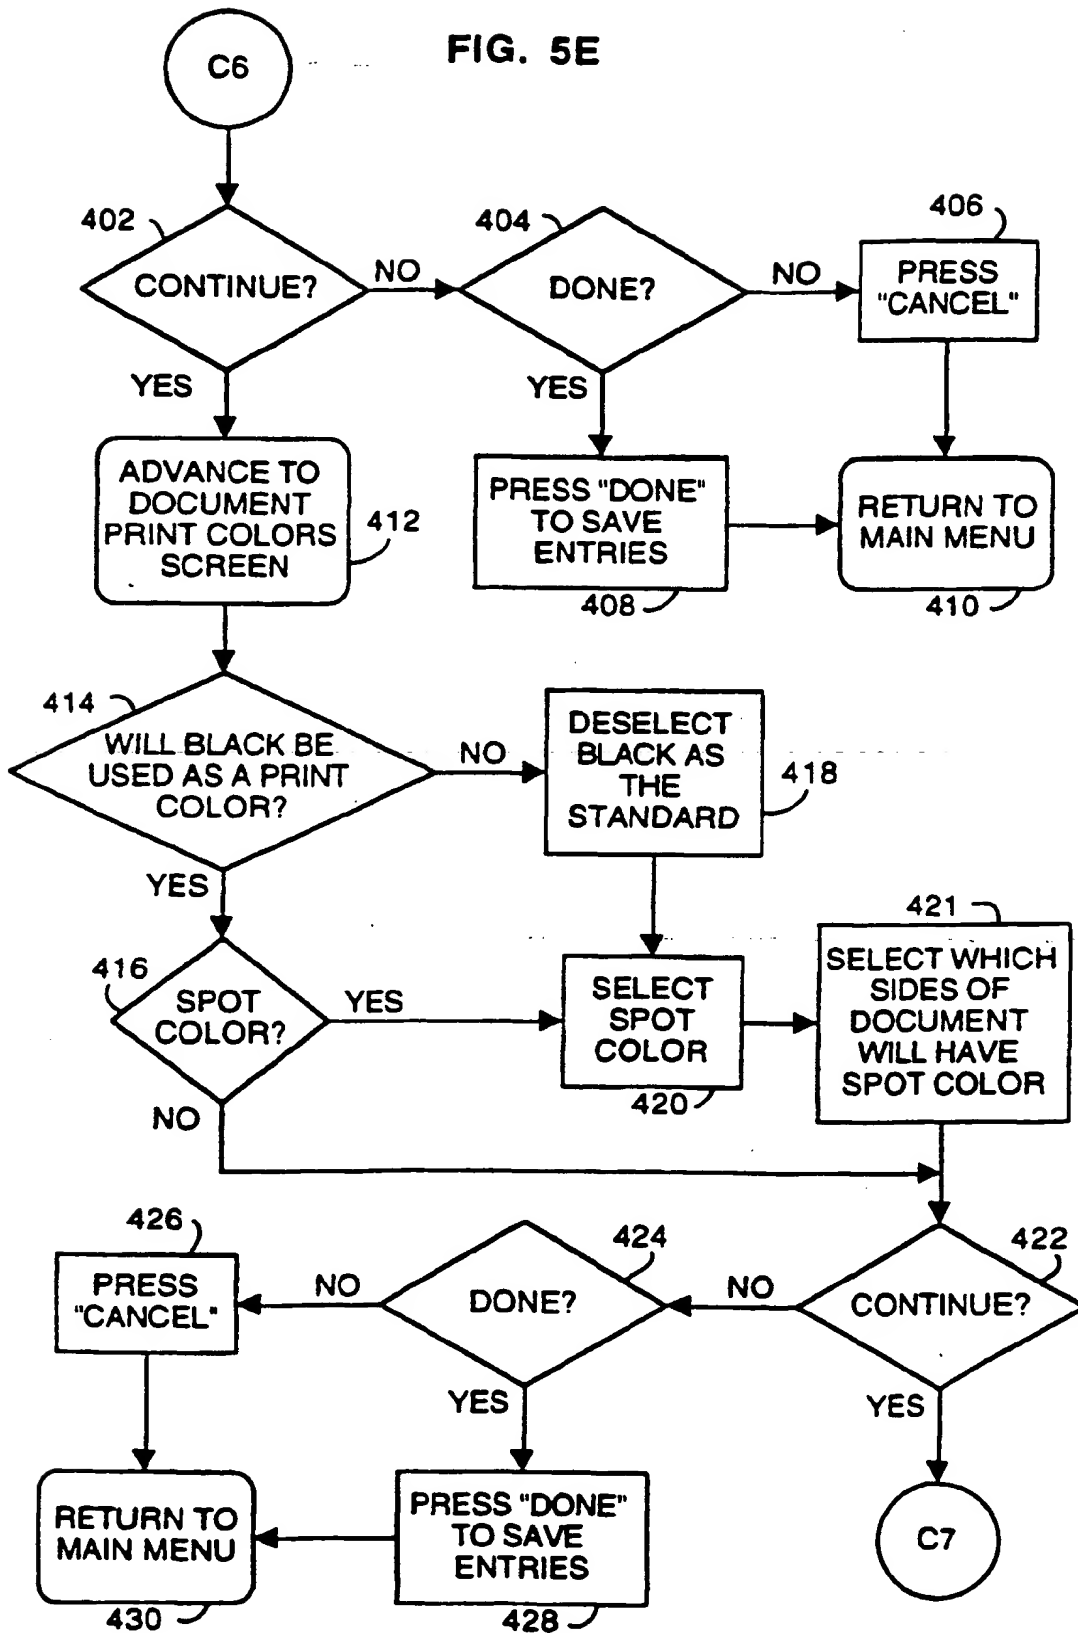 FIG. 5E
C6
402
CONTINUE?
NO
YES
404
DONE?
NO
YES
406
PRESS
"CANCEL"
ADVANCE TO
DOCUMENT
PRINT COLORS
SCREEN
412
PRESS "DONE"
TO SAVE
ENTRIES
408
RETURN TO
MAIN MENU
410
414
WILL BLACK BE
USED AS A PRINT
COLOR?
NO
YES
DESELECT
BLACK AS
THE
STANDARD
418
416
SPOT
COLOR?
YES
NO
SELECT
SPOT
COLOR
420
421
SELECT WHICH
SIDES OF
DOCUMENT
WILL HAVE
SPOT COLOR
422
CONTINUE?
NO
YES
424
DONE?
NO
YES
426
PRESS
"CANCEL"
RETURN TO
MAIN MENU
430
PRESS "DONE"
TO SAVE
ENTRIES
428
C7